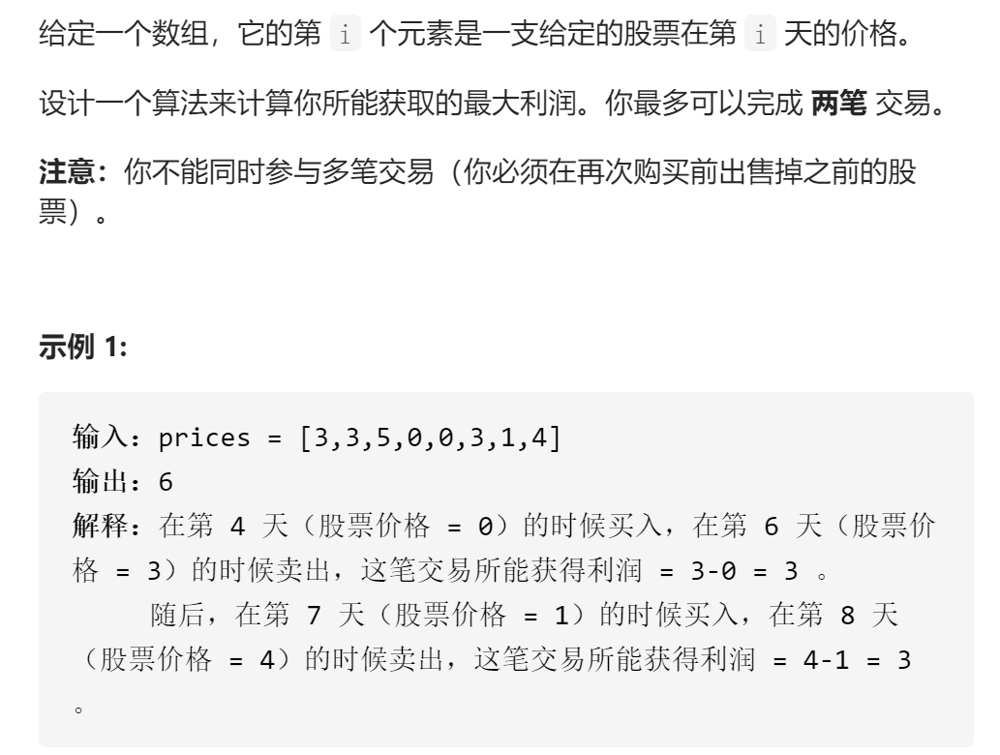 给定一个数组，它的第 i 个元素是一支给定的股票在第 i 天的价格。
设计一个算法来计算你所能获取的最大利润。你最多可以完成 两笔 交易。
注意：你不能同时参与多笔交易（你必须在再次购买前出售掉之前的股
票）。
示例 1:
输入：prices = [3,3,5,0,0,3,1,4]
输出：6
解释：在第 4 天（股票价格 = 0）的时候买入，在第 6 天（股票价
格 = 3）的时候卖出，这笔交易所能获得利润 = 3-0 = 3 。
随后，在第 7 天（股票价格 = 1）的时候买入，在第 8 天
（股票价格 = 4）的时候卖出，这笔交易所能获得利润 = 4-1 = 3
。